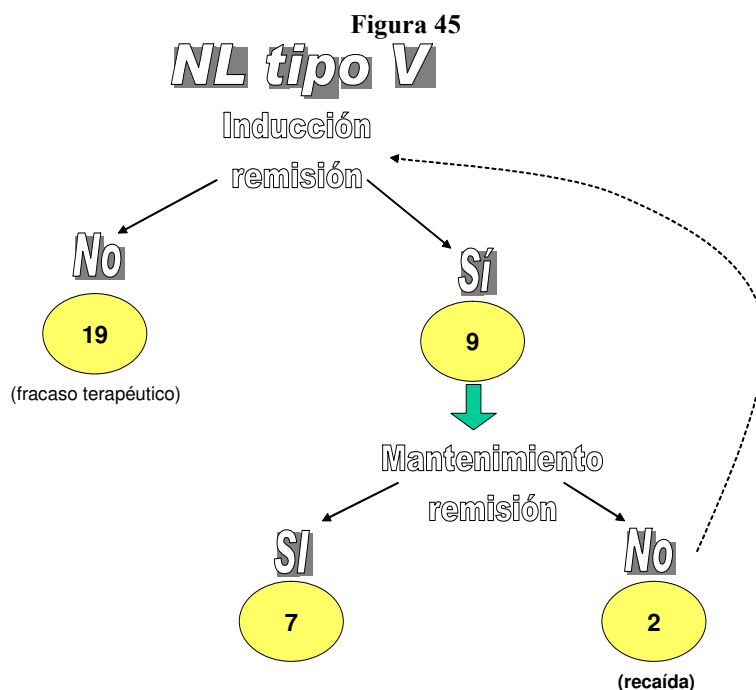 Figura 45
NL tipo V
Inducción
remisión
No
Sí
19
9
(fracaso terapéutico)
Mantenimiento
remisión
SI
No
7
2
(recaída)